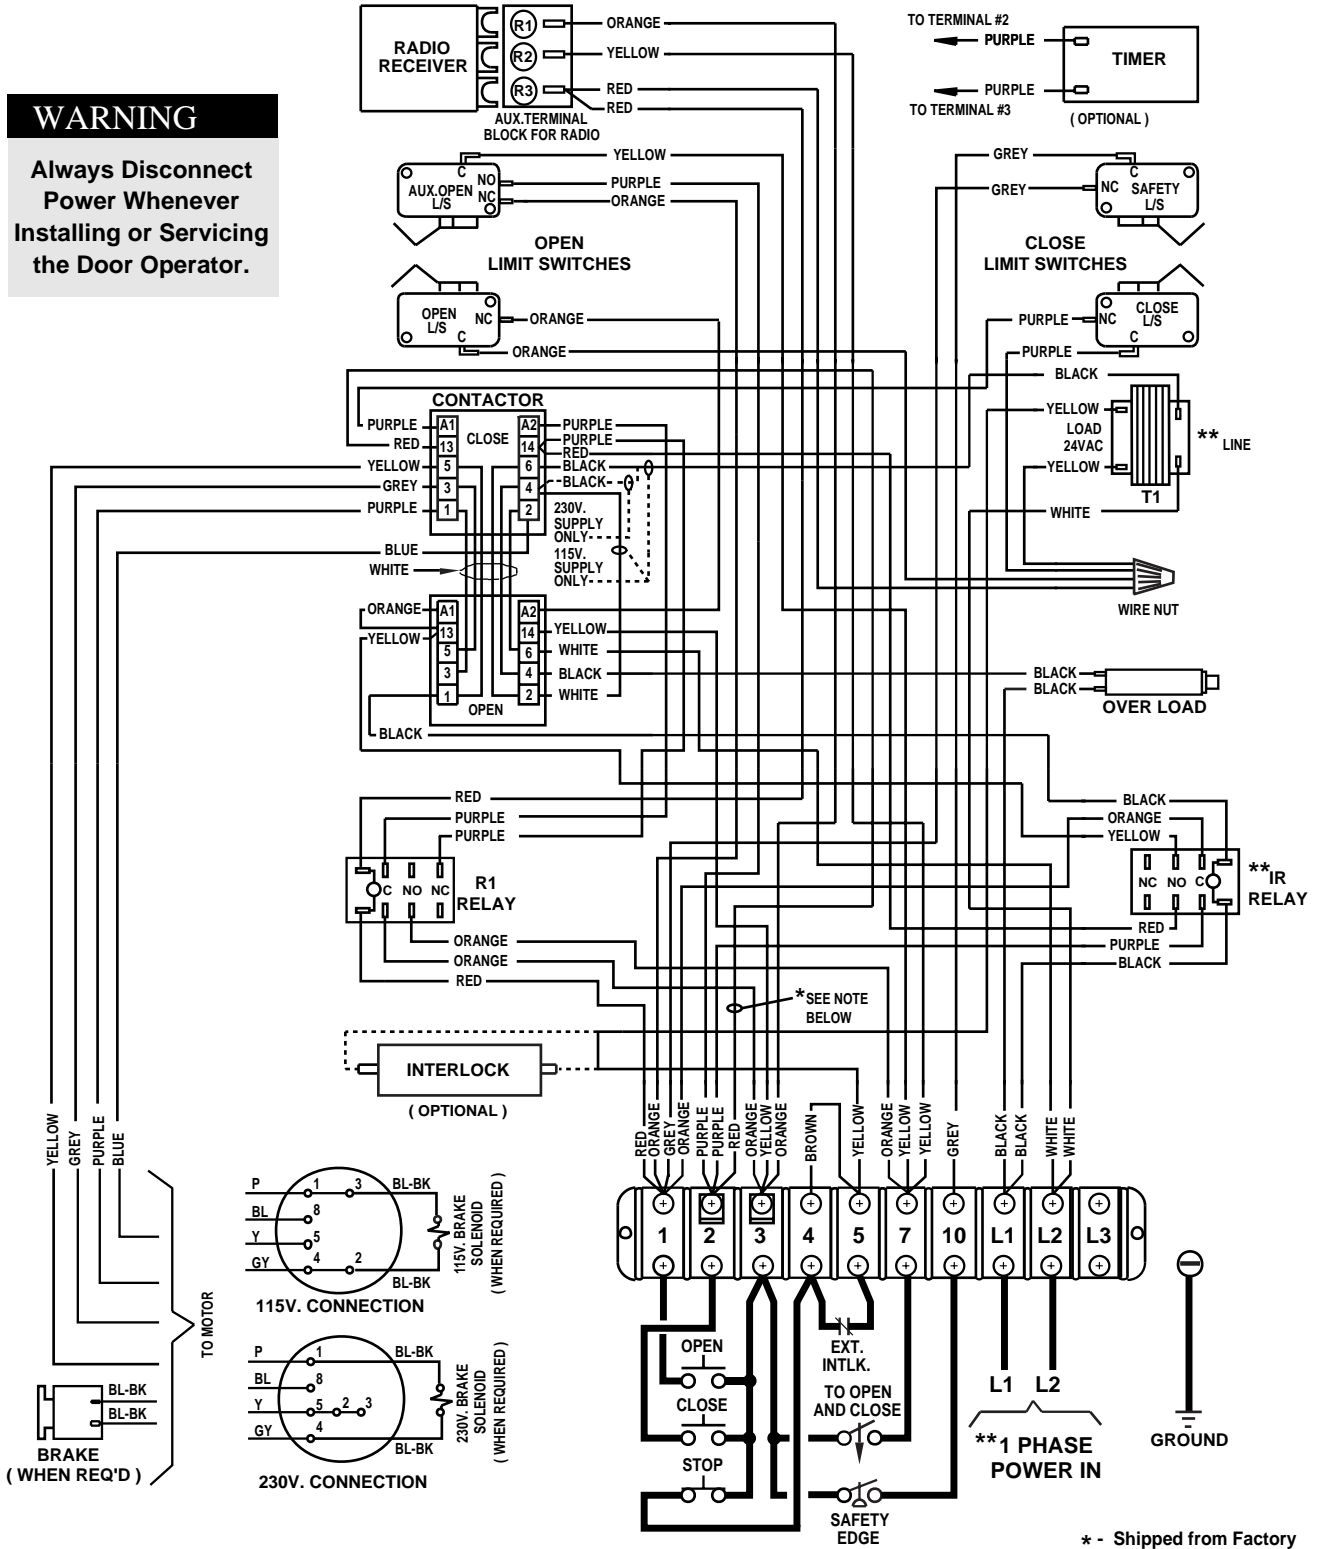 WARNING
Always Disconnect
Power Whenever
Installing or Servicing
the Door Operator.
RADIO
RECEIVER
R1
R2
R3
ORANGE
YELLOW
RED
RED
AUX.TERMINAL
BLOCK FOR RADIO
TO TERMINAL #2
PURPLE
PURPLE
TO TERMINAL #3
TIMER
( OPTIONAL )
C
NO
AUX.OPEN
NC
L/S
YELLOW
PURPLE
ORANGE
OPEN
LIMIT SWITCHES
GREY
GREY
C
NC
SAFETY
L/S
CLOSE
LIMIT SWITCHES
OPEN
L/S
NC
C
ORANGE
ORANGE
PURPLE
PURPLE
NC
CLOSE
L/S
C
BLACK
YELLOW
LOAD
24VAC
YELLOW
** LINE
T1
WHITE
WIRE NUT
CONTACTOR
PURPLE
RED
YELLOW
GREY
PURPLE
A1
13
5
3
1
CLOSE
A2
14
6
4
2
PURPLE
PURPLE
RED
BLACK
BLACK
230V.
SUPPLY
ONLY
115V.
SUPPLY
ONLY
BLUE
WHITE
ORANGE
YELLOW
A1
13
5
3
1
OPEN
A2
14
6
4
2
YELLOW
WHITE
BLACK
WHITE
BLACK
BLACK
BLACK
OVER LOAD
RED
PURPLE
PURPLE
C NO NC
R1
RELAY
ORANGE
ORANGE
RED
BLACK
ORANGE
YELLOW
NC NO C
**IR
RELAY
RED
PURPLE
BLACK
*SEE NOTE
BELOW
INTERLOCK
( OPTIONAL )
YELLOW
GREY
PURPLE
BLUE
TO MOTOR
RED
ORANGE
GREY
ORANGE
PURPLE
PURPLE
RED
ORANGE
YELLOW
ORANGE
BROWN
YELLOW
ORANGE
YELLOW
YELLOW
GREY
BLACK
BLACK
WHITE
WHITE
1 2 3 4 5 7 10 L1 L2 L3
P
BL
Y
GY
1
3
8
5
4
2
BL-BK
BL-BK
115V. BRAKE
SOLENOID
(WHEN REQUIRED )
115V. CONNECTION
P
BL
Y
GY
1
8
5 2 3
4
BL-BK
BL-BK
230V. BRAKE
SOLENOID
( WHEN REQUIRED )
230V. CONNECTION
BL-BK
BL-BK
BRAKE
( WHEN REQ'D )
OPEN
CLOSE
STOP
EXT.
INTLK.
TO OPEN
AND CLOSE
SAFETY
EDGE
L1 L2
**1 PHASE
POWER IN
GROUND
* - Shipped from Factory